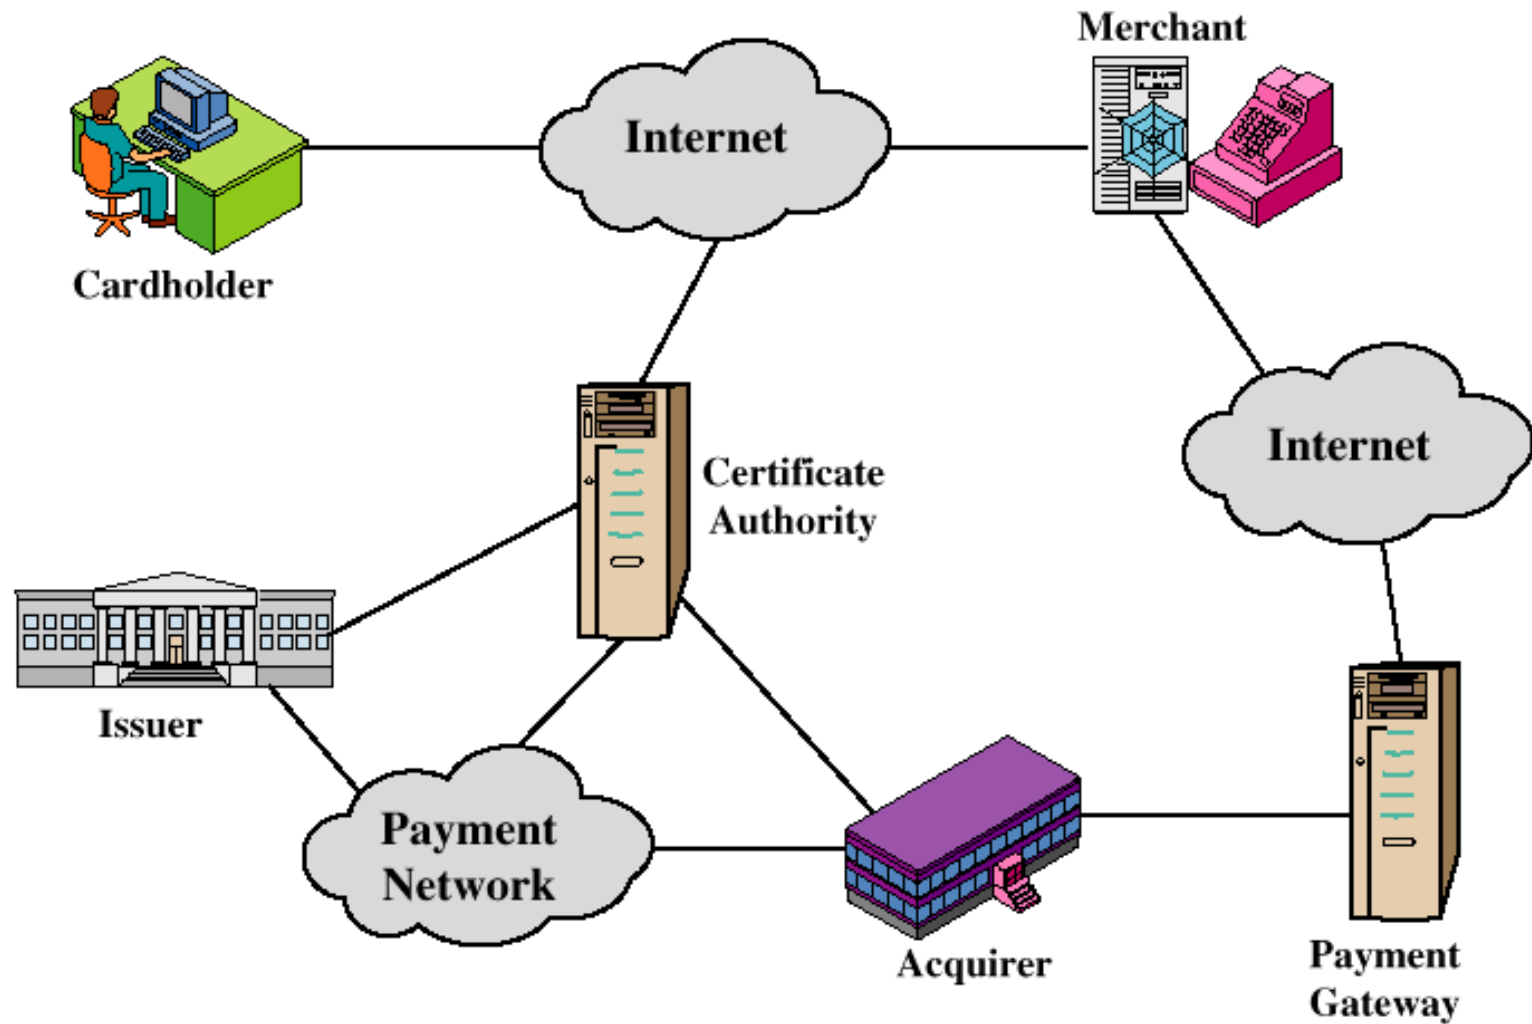 Merchant
Internet
Cardholder
Internet
Certificate
Authority
Issuer
Payment
Network
Acquirer
Payment
Gateway